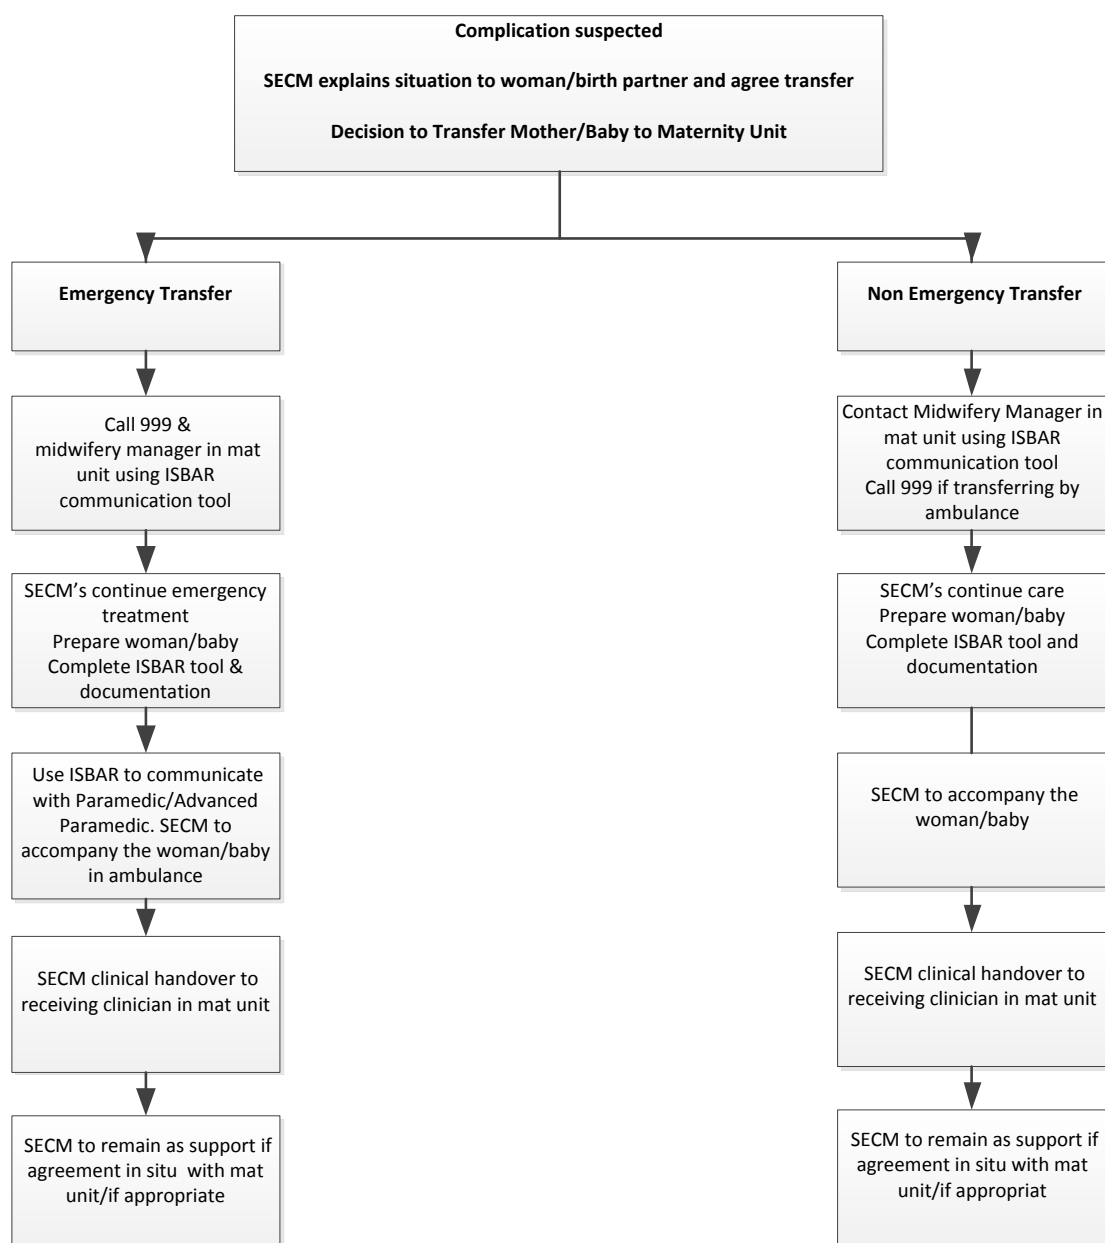 Complication suspected
SECM explains situation to woman/birth partner and agree transfer
Decision to Transfer Mother/Baby to Maternity Unit
Emergency Transfer
Call 999 &
midwifery manager in mat
unit using ISBAR
communication tool
SECM's continue emergency
treatment
Prepare woman/baby
Complete ISBAR tool &
documentation
Use ISBAR to communicate
with Paramedic/Advanced
Paramedic. SECM to
accompany the woman/baby
in ambulance
SECM clinical handover to
receiving clinician in mat unit
SECM to remain as support if
agreement in situ with mat
unit/if appropriate
Non Emergency Transfer
Contact Midwifery Manager in
mat unit using ISBAR
communication tool
Call 999 if transferring by
ambulance
SECM's continue care
Prepare woman/baby
Complete ISBAR tool and
documentation
SECM to accompany the
woman/baby
SECM clinical handover to
receiving clinician in mat unit
SECM to remain as support if
agreement in situ with mat
unit/if appropriat